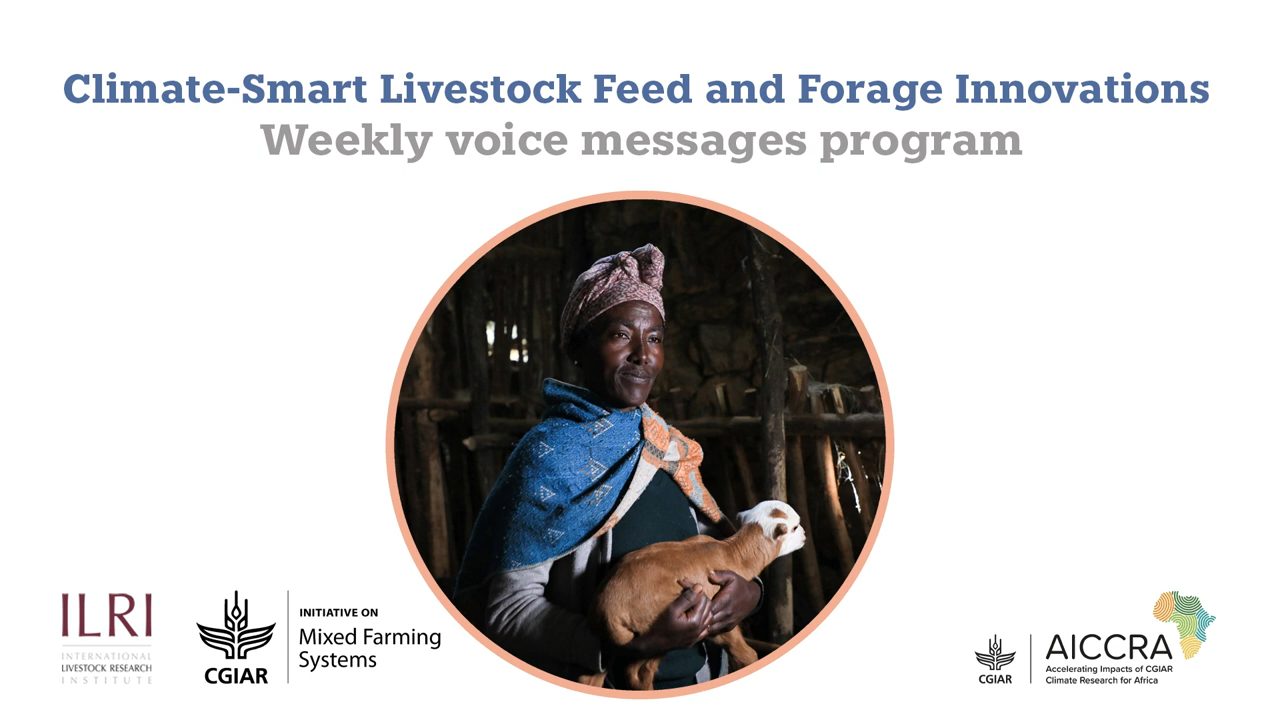 Climate-Smart Livestock Feed and Forage Innovations
Weekly voice messages program
ILRI
INTERNATIONAL
LIVESTOCK RESEARCH
INSTITUTE
CGIAR
INITIATIVE ON
Mixed Farming
Systems
CGIAR
AICCRA
Accelerating Impacts of CGIAR
Climate Research for Africa